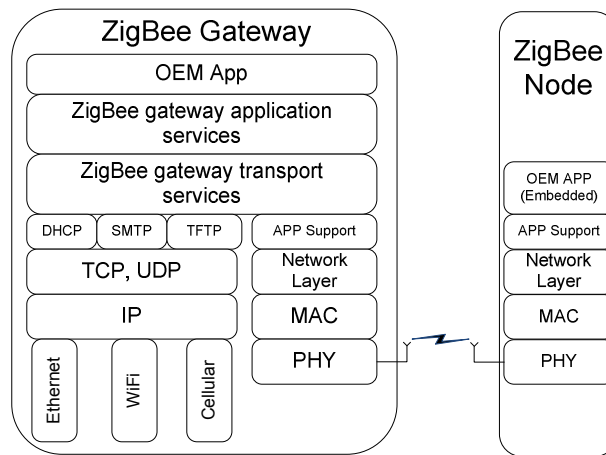 ZigBee Gateway
OEM App
ZigBee gateway application
services
ZigBee gateway transport
services
DHCP
SMTP
TFTP
APP Support
TCP, UDP
Network
Layer
IP
MAC
Ethernet
WiFi
Cellular
PHY
ZigBee
Node
OEM APP
(Embedded)
APP Support
Network
Layer
MAC
PHY